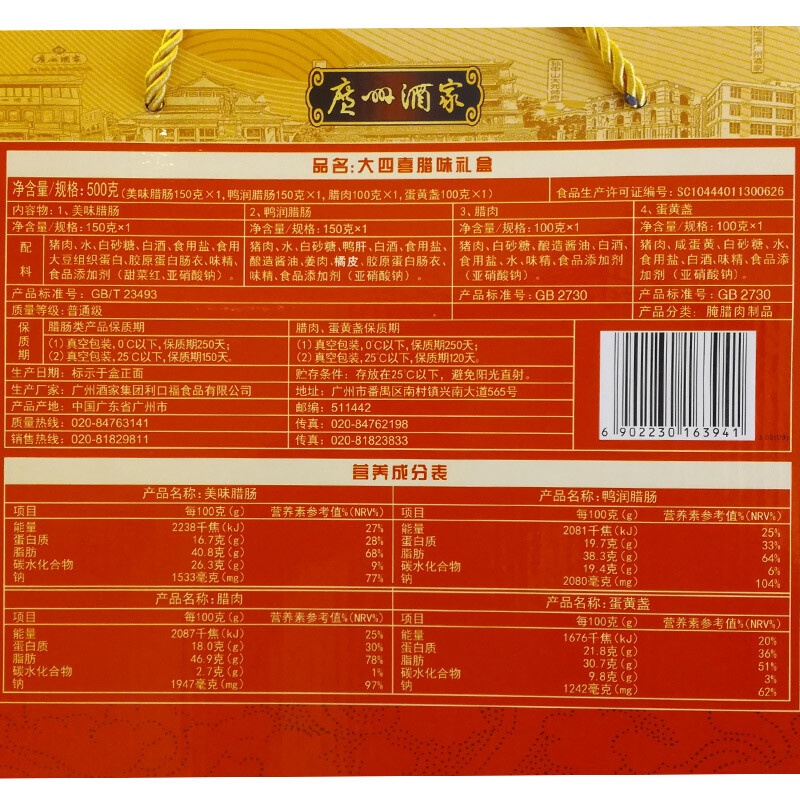 廣州酒家
廣州酒家
品名:大四喜腊味礼盒
净含量/规格:500克(美味腊肠150克×1,鸭润腊肠150克×1,腊肉100克×1,蛋黄盏100克×1)
食品生产许可证编号:SC10444011300626
内容物:1、美味腊肠 2、鸭润腊肠 3、腊肉 4、蛋黄盏
净含量/规格:150克×1 净含量/规格:150克×1 净含量/规格:100克×1 净含量/规格:100克×1
配料
猪肉、水、白砂糖、白酒、食用盐、食用
大豆组织蛋白、胶原蛋白肠衣、味精、
食品添加剂(甜菜红、亚硝酸钠)。
猪肉、水、白砂糖、鸭肝、白酒、食用盐、
酿造酱油、姜肉、橘皮、胶原蛋白肠衣、
味精、食品添加剂(亚硝酸钠)。
猪肉、白砂糖、酿造酱油、白酒、
食用盐、水、味精、食品添加剂
(亚硝酸钠)。
猪肉、咸蛋黄、白砂糖、水、
食用盐、白酒、味精、食品添
加剂(亚硝酸钠)。
产品标准号:GB/T 23493 产品标准号:GB 2730 产品标准号:GB 2730
质量等级:普通级 产品分类:腌腊肉制品
保质期
腊肠类产品保质期
(1)真空包装,0℃以下,保质期250天;
(2)真空包装,25℃以下,保质期150天。
腊肉、蛋黄盏保质期
(1)真空包装,0℃以下,保质期250天;
(2)真空包装,25℃以下,保质期120天。
生产日期:标示于盒正面 贮存条件:存放在25℃以下,避免阳光直射。
生产厂家:广州酒家集团利口福食品有限公司 地址:广州市番禺区南村镇兴南大道565号
产品产地:中国广东省广州市 邮编:511442
质量热线:020-84763141 传真:020-84762198
销售热线:020-81829811 传真:020-81823833
6 902230 163941
营养成分表
产品名称:美味腊肠
项目 每100克(g) 营养素参考值%(NRV%)
能量 2238千焦(kJ) 27%
蛋白质 16.7克(g) 28%
脂肪 40.8克(g) 68%
碳水化合物 26.3克(g) 9%
钠 1533毫克(mg) 77%
产品名称:鸭润腊肠
项目 每100克(g) 营养素参考值%(NRV%)
能量 2081千焦(kJ) 25%
蛋白质 19.7克(g) 33%
脂肪 38.3克(g) 64%
碳水化合物 19.4克(g) 6%
钠 2080毫克(mg) 104%
产品名称:腊肉
项目 每100克(g) 营养素参考值%(NRV%)
能量 2087千焦(kJ) 25%
蛋白质 18.0克(g) 30%
脂肪 46.9克(g) 78%
碳水化合物 2.7克(g) 1%
钠 1947毫克(mg) 97%
产品名称:蛋黄盏
项目 每100克(g) 营养素参考值%(NRV%)
能量 1676千焦(kJ) 20%
蛋白质 21.8克(g) 36%
脂肪 30.7克(g) 51%
碳水化合物 9.8克(g) 3%
钠 1242毫克(mg) 62%